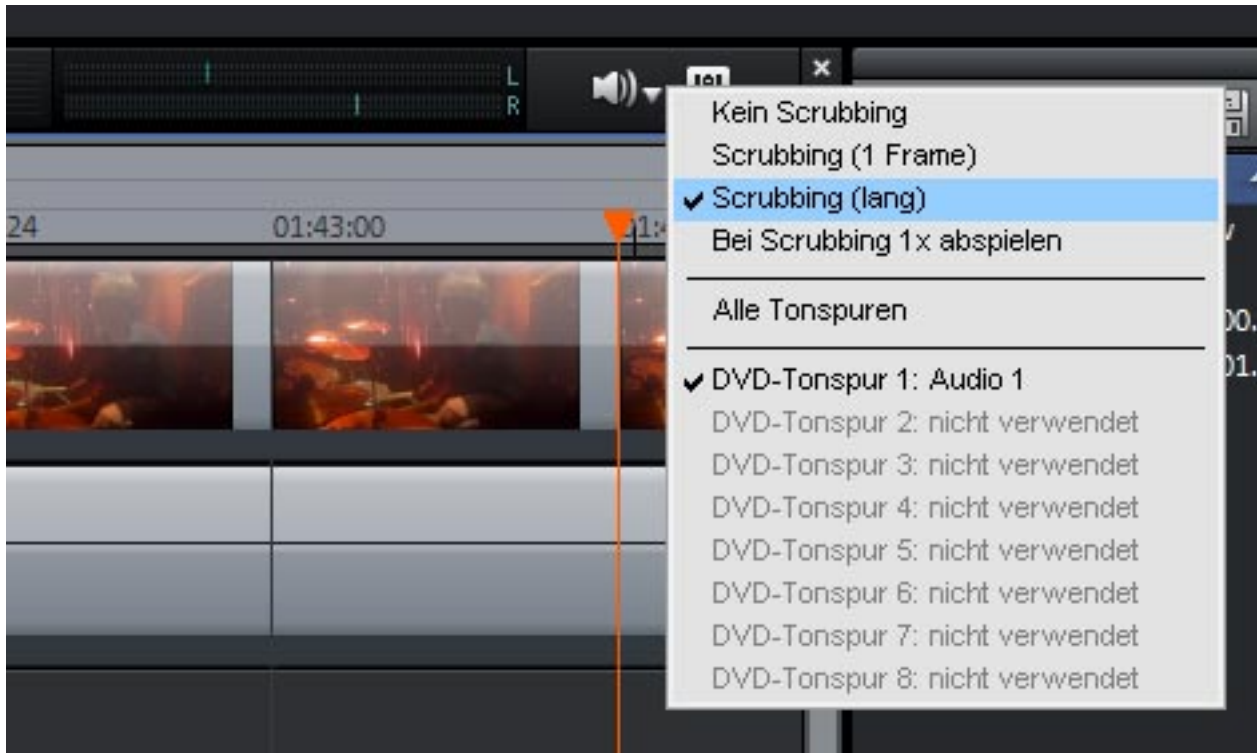 L
R
24
01:43:00
Kein Scrubbing
Scrubbing (1 Frame)
Scrubbing (lang)
Bei Scrubbing 1x abspielen
Alle Tonspuren
DVD-Tonspur 1: Audio 1
DVD-Tonspur 2: nicht verwendet
DVD-Tonspur 3: nicht verwendet
DVD-Tonspur 4: nicht verwendet
DVD-Tonspur 5: nicht verwendet
DVD-Tonspur 6: nicht verwendet
DVD-Tonspur 7: nicht verwendet
DVD-Tonspur 8: nicht verwendet